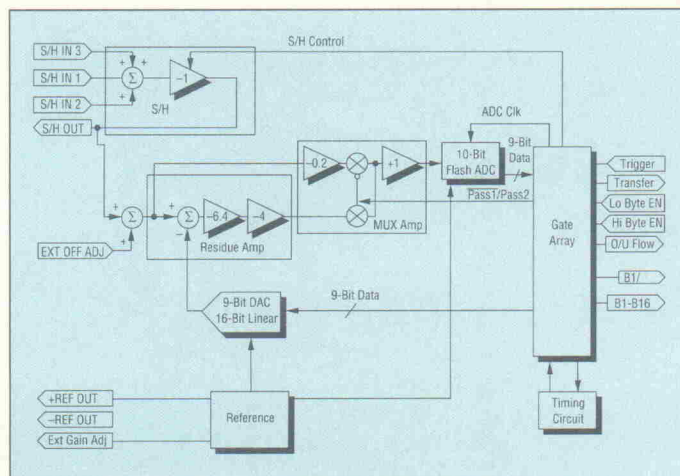 S/H IN 3
S/H IN 1
S/H IN 2
S/H OUT
+
+
+
Σ
–1
S/H
S/H Control
ADC Clk
–0.2
+1
10-Bit
Flash ADC
9-Bit
Data
Pass1/Pass2
MUX Amp
Trigger
Transfer
Lo Byte EN
Hi Byte EN
O/U Flow
B1/
B1-B16
Gate
Array
+
+
Σ
EXT OFF ADJ
+
–
Σ
–6.4
–4
Residue Amp
9-Bit DAC
16-Bit Linear
9-Bit Data
+REF OUT
–REF OUT
Ext Gain Adj
Reference
Timing
Circuit